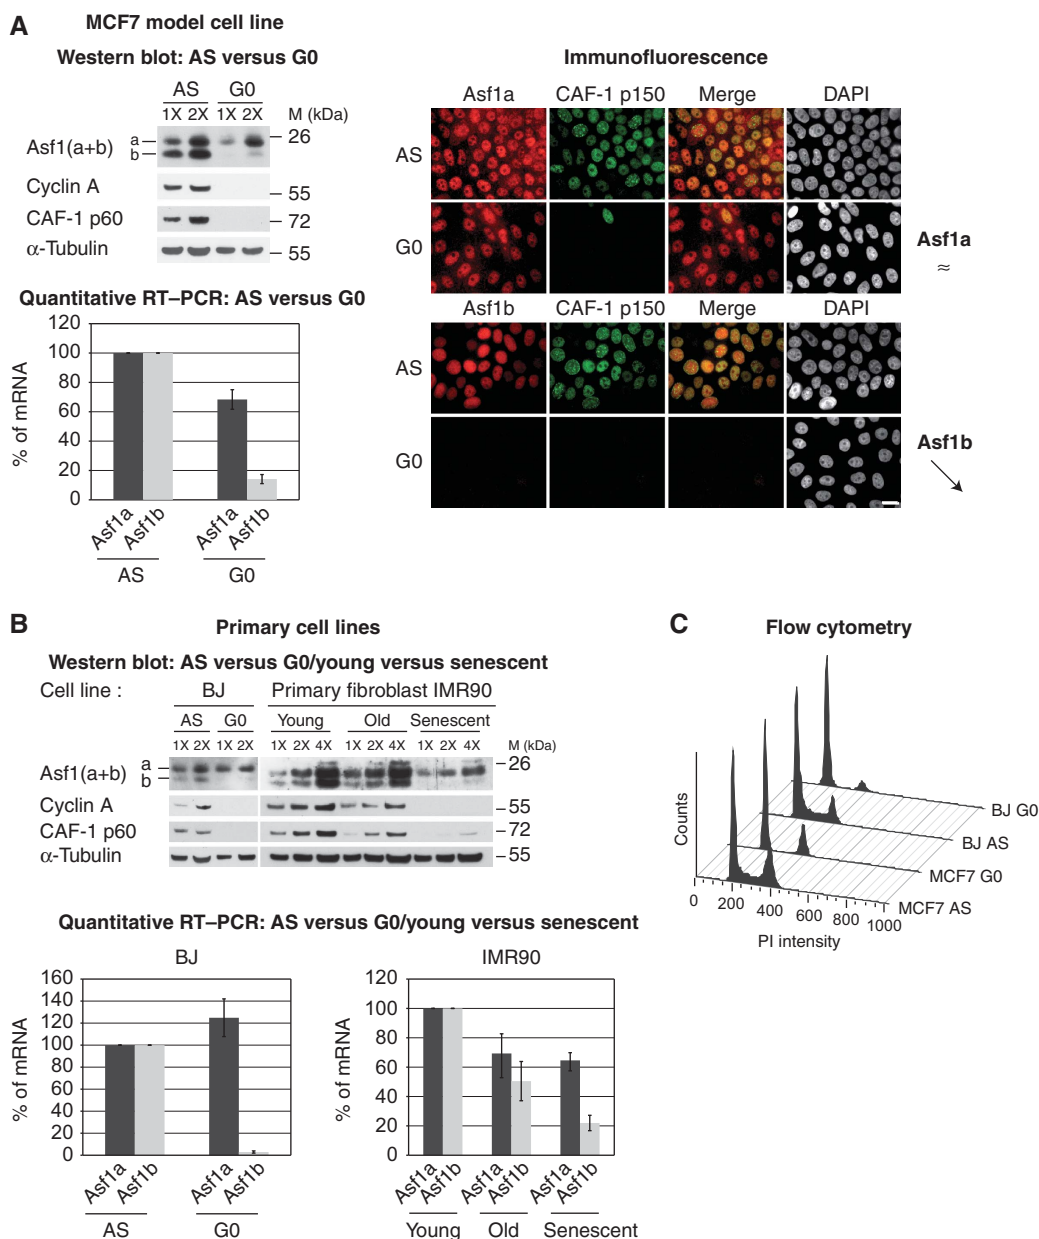 A
MCF7 model cell line
Western blot: AS versus G0
AS G0
1X 2X 1X 2X M (kDa)
Asf1(a+b) a b 26
Cyclin A 55
CAF-1 p60 72
α-Tubulin 55
Quantitative RT–PCR: AS versus G0
% of mRNA
120
100
80
60
40
20
0
Asf1a Asf1b Asf1a Asf1b
AS G0
Immunofluorescence
Asf1a CAF-1 p150 Merge DAPI
AS
G0
Asf1a
≈
Asf1b CAF-1 p150 Merge DAPI
AS
G0
Asf1b
B
Primary cell lines
Western blot: AS versus G0/young versus senescent
Cell line : BJ Primary fibroblast IMR90
AS G0 Young Old Senescent
1X 2X 1X 2X 1X 2X 4X 1X 2X 4X 1X 2X 4X M (kDa)
Asf1(a+b) a b 26
Cyclin A 55
CAF-1 p60 72
α-Tubulin 55
Quantitative RT–PCR: AS versus G0/young versus senescent
BJ
% of mRNA
160
140
120
100
80
60
40
20
0
Asf1a Asf1b Asf1a Asf1b
AS G0
IMR90
% of mRNA
120
100
80
60
40
20
0
Asf1a Asf1b Asf1a Asf1b Asf1a Asf1b
Young Old Senescent
C
Flow cytometry
Counts
BJ G0
BJ AS
MCF7 G0
MCF7 AS
0 200 400 600 800 1000
PI intensity